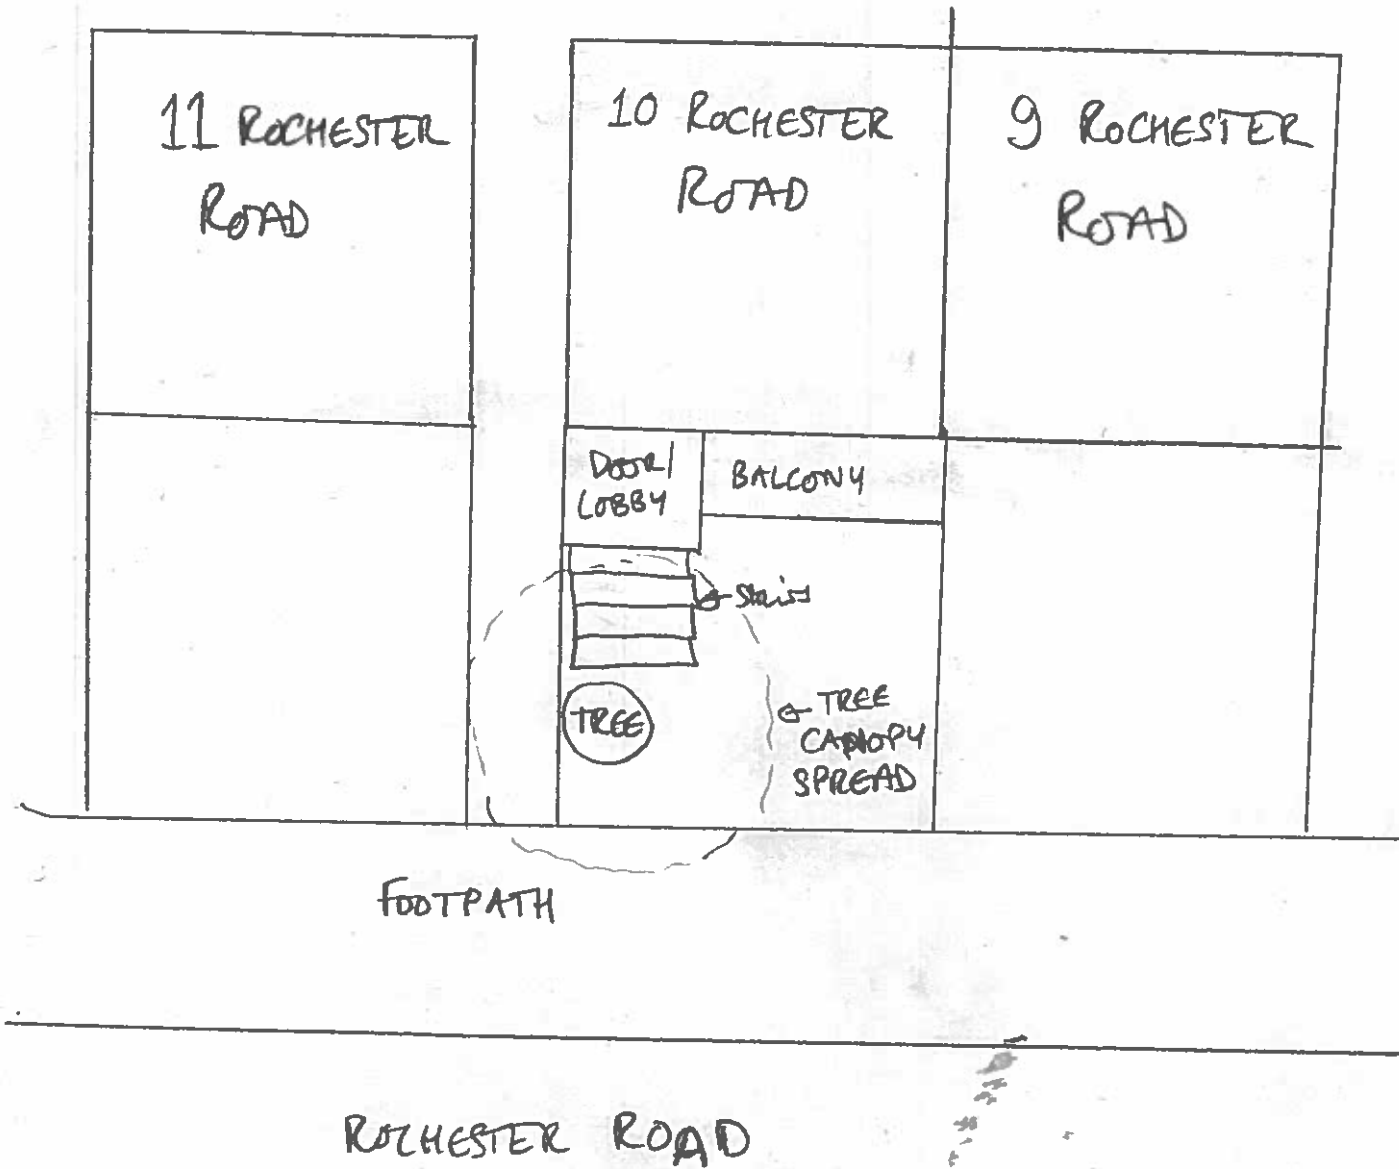 11 ROCHESTER
ROAD
10 ROCHESTER
ROAD
9 ROCHESTER
ROAD
DOOR/
LOBBY
BALCONY
Stairs
TREE
TREE
CANOPY
SPREAD
FOOTPATH
ROCHESTER ROAD